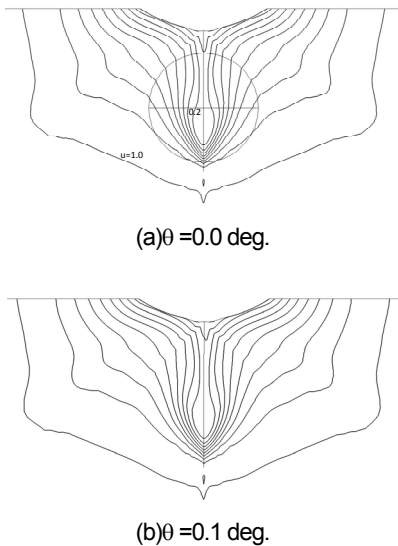 0.2
u=1.0
(a)θ =0.0 deg.
(b)θ =0.1 deg.